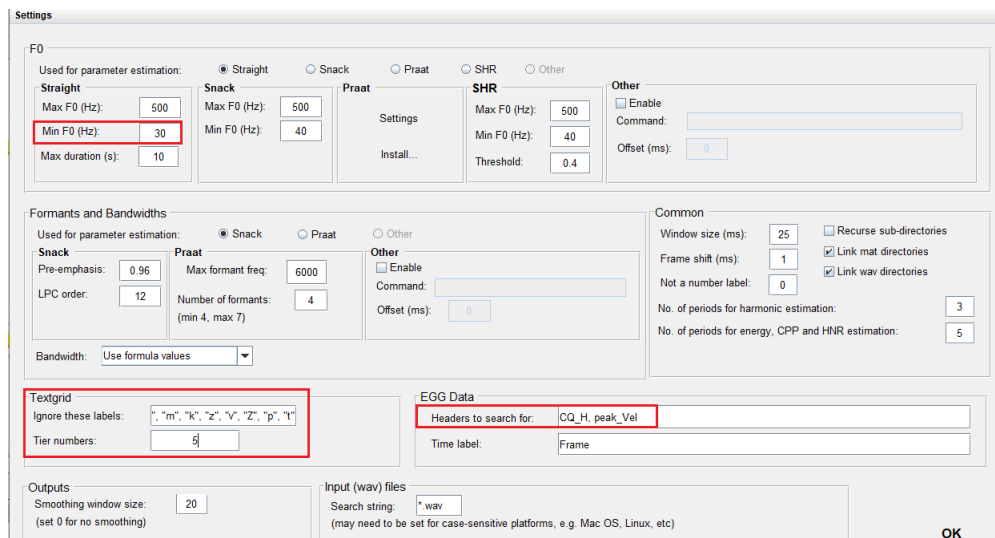 Settings
F0
Used for parameter estimation: Straight Snack Praat SHR Other
Straight
Max F0 (Hz): 500
Min F0 (Hz): 30
Max duration (s): 10
Snack
Max F0 (Hz): 500
Min F0 (Hz): 40
Praat
Settings
Install...
SHR
Max F0 (Hz): 500
Min F0 (Hz): 40
Threshold: 0.4
Other
Enable
Command:
Offset (ms): 0
Formants and Bandwidths
Used for parameter estimation: Snack Praat Other
Snack
Pre-emphasis: 0.96
LPC order: 12
Praat
Max formant freq: 6000
Number of formants: 4
(min 4, max 7)
Other
Enable
Command:
Offset (ms): 0
Bandwidth: Use formula values
Common
Window size (ms): 25
Frame shift (ms): 1
Not a number label: 0
Recurse sub-directories
Link mat directories
Link wav directories
No. of periods for harmonic estimation: 3
No. of periods for energy, CPP and HNR estimation: 5
Textgrid
Ignore these labels: ", "m", "k", "z", "v", "Z", "p", "t"
Tier numbers: 5
EGG Data
Headers to search for: CQ_H, peak_Vel
Time label: Frame
Outputs
Smoothing window size: 20
(set 0 for no smoothing)
Input (wav) files
Search string: *.wav
(may need to be set for case-sensitive platforms, e.g. Mac OS, Linux, etc)
OK